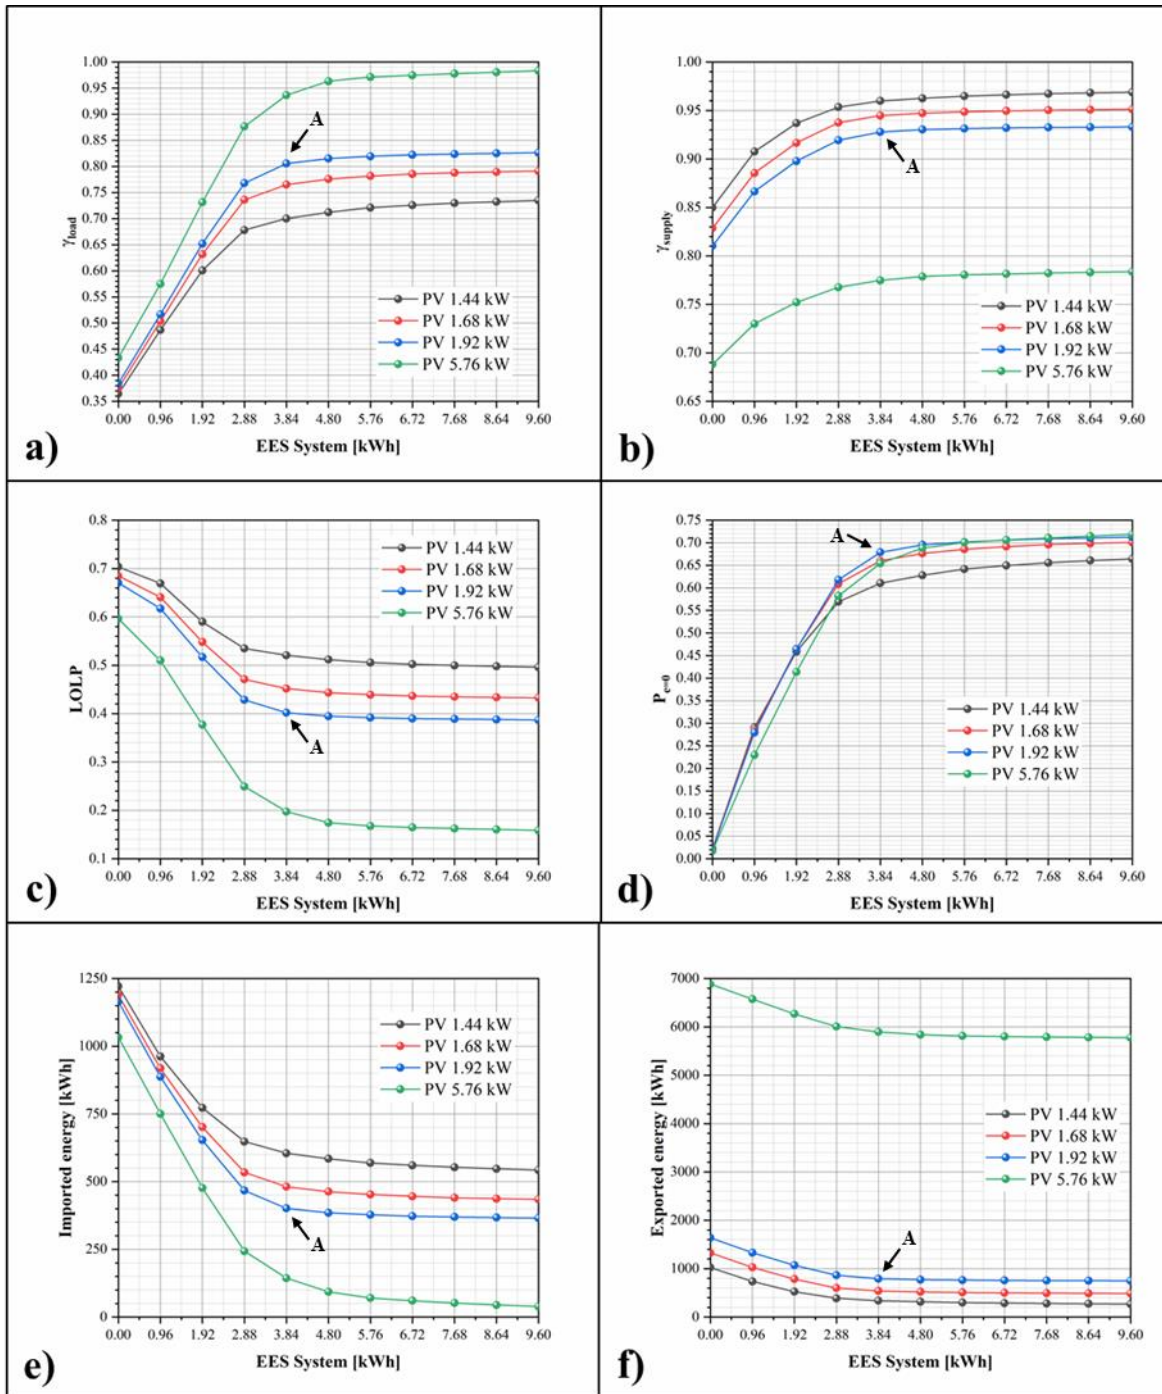 1.00
0.95
0.90
0.85
0.80
0.75
0.70
0.65
0.60
0.55
0.50
0.45
0.40
0.35
γload
A
PV 1.44 kW
PV 1.68 kW
PV 1.92 kW
PV 5.76 kW
0.00 0.96 1.92 2.88 3.84 4.80 5.76 6.72 7.68 8.64 9.60
EES System [kWh]
a)
1.00
0.95
0.90
0.85
0.80
0.75
0.70
0.65
γsupply
A
PV 1.44 kW
PV 1.68 kW
PV 1.92 kW
PV 5.76 kW
0.00 0.96 1.92 2.88 3.84 4.80 5.76 6.72 7.68 8.64 9.60
EES System [kWh]
b)
0.8
0.7
0.6
0.5
0.4
0.3
0.2
0.1
LOLP
PV 1.44 kW
PV 1.68 kW
PV 1.92 kW
PV 5.76 kW
A
0.00 0.96 1.92 2.88 3.84 4.80 5.76 6.72 7.68 8.64 9.60
EES System [kWh]
c)
0.75
0.70
0.65
0.60
0.55
0.50
0.45
0.40
0.35
0.30
0.25
0.20
0.15
0.10
0.05
0.00
Pe=0
A
PV 1.44 kW
PV 1.68 kW
PV 1.92 kW
PV 5.76 kW
0.00 0.96 1.92 2.88 3.84 4.80 5.76 6.72 7.68 8.64 9.60
EES System [kWh]
d)
1250
1000
750
500
250
0
Imported energy [kWh]
PV 1.44 kW
PV 1.68 kW
PV 1.92 kW
PV 5.76 kW
A
0.00 0.96 1.92 2.88 3.84 4.80 5.76 6.72 7.68 8.64 9.60
EES System [kWh]
e)
7000
6000
5000
4000
3000
2000
1000
0
Exported energy [kWh]
PV 1.44 kW
PV 1.68 kW
PV 1.92 kW
PV 5.76 kW
A
0.00 0.96 1.92 2.88 3.84 4.80 5.76 6.72 7.68 8.64 9.60
EES System [kWh]
f)